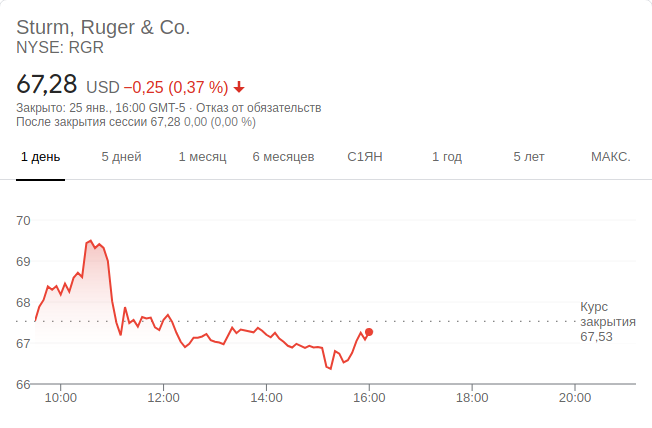 Sturm, Ruger & Co.
NYSE: RGR
67,28 USD −0,25 (0,37 %)
Закрыто: 25 янв., 16:00 GMT-5 · Отказ от обязательств
После закрытия сессии 67,28 0,00 (0,00 %)
1 день 5 дней 1 месяц 6 месяцев С1ЯН 1 год 5 лет МАКС.
70
69
68
67
66
Курс
закрытия
67,53
10:00 12:00 14:00 16:00 18:00 20:00